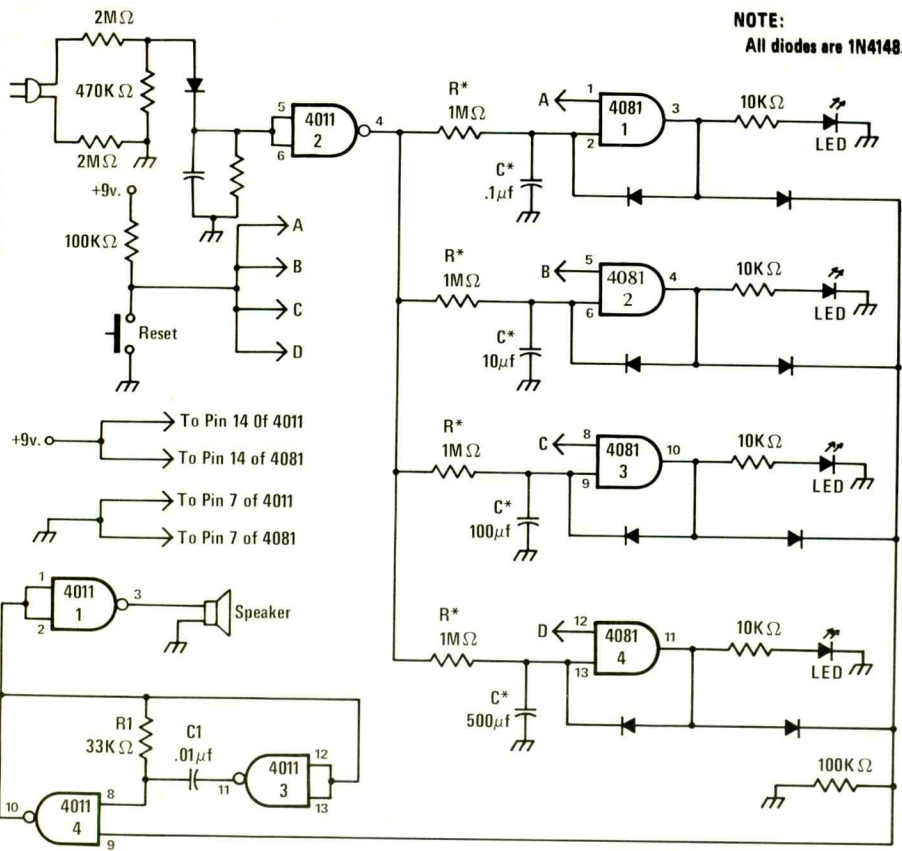 NOTE:
All diodes are 1N4148.
2MΩ
470KΩ
2MΩ
+9v.
100KΩ
Reset
A
B
C
D
5
6
4011
2
4
R*
1MΩ
C*
.1μf
A
1
2
4081
1
3
10KΩ
LED
R*
1MΩ
C*
10μf
B
5
6
4081
2
4
10KΩ
LED
+9v.
To Pin 14 Of 4011
To Pin 14 of 4081
To Pin 7 of 4011
To Pin 7 of 4081
R*
1MΩ
C*
100μf
C
8
9
4081
3
10
10KΩ
LED
1
2
4011
1
3
Speaker
R*
1MΩ
C*
500μf
D
12
13
4081
4
11
10KΩ
LED
R1
33KΩ
C1
.01μf
11
4011
3
12
13
10
4011
4
8
9
100KΩ